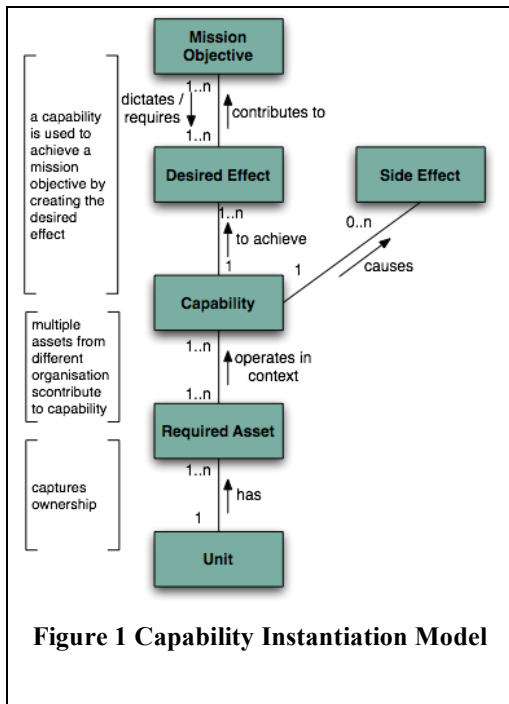 Mission
Objective
1..n
dictates /
requires
contributes to
1..n
a capability
is used to
achieve a
mission
objective by
creating the
desired
effect
Desired Effect
Side Effect
1..n
0..n
to achieve
1
1
causes
Capability
multiple
assets from
different
organisation
scontribute
to capability
1..n
operates in
context
1..n
Required Asset
1..n
captures
ownership
has
1
Unit
Figure 1 Capability Instantiation Model